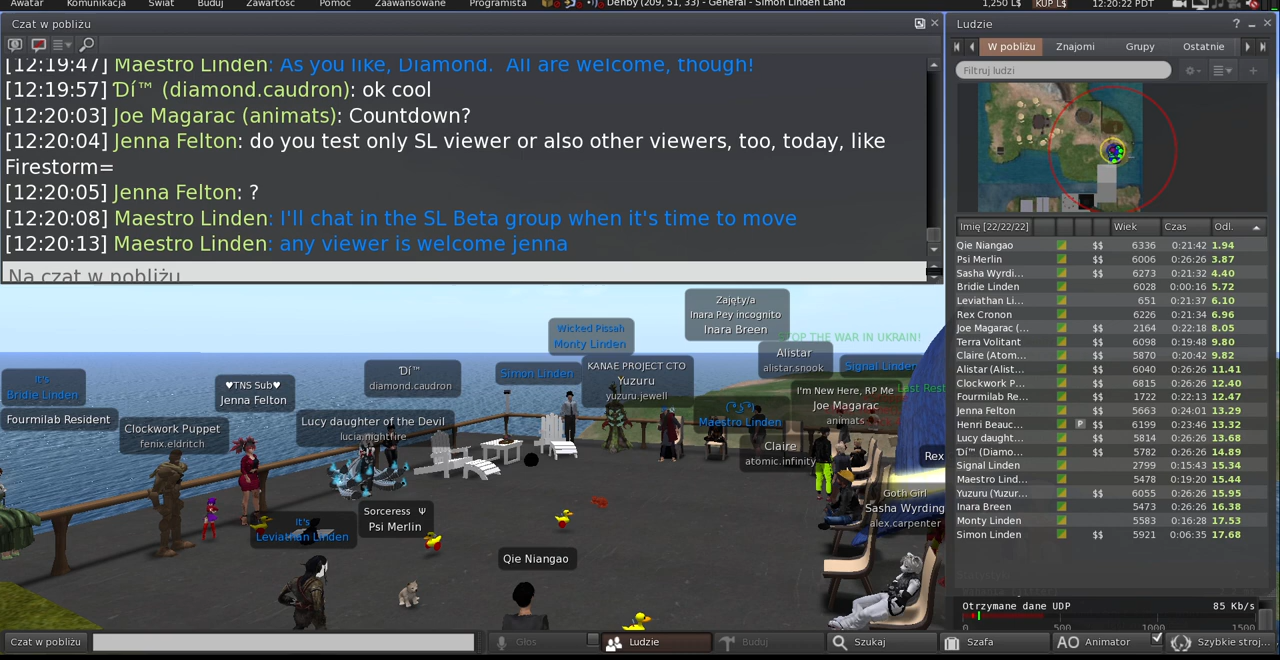 Awatar Komunikacja Świat Buduj Zawartość Pomoc Zaawansowane Programista Denby (209, 51, 33) - General - Simon Linden Land 1,250 L$ KUP L$ 12:20:22 PDT
Czat w pobliżu
[12:19:47] Maestro Linden: As you like, Diamond.  All are welcome, though!
[12:19:57] Ɗí™ (diamond.caudron): ok cool
[12:20:03] Joe Magarac (animats): Countdown?
[12:20:04] Jenna Felton: do you test only SL viewer or also other viewers, too, today, like
Firestorm=
[12:20:05] Jenna Felton: ?
[12:20:08] Maestro Linden: I'll chat in the SL Beta group when it's time to move
[12:20:13] Maestro Linden: any viewer is welcome jenna
Na czat w pobliżu
Ludzie
? _ ×
W pobliżu Znajomi Grupy Ostatnie
Filtruj ludzi
Imię [22/22/22] Wiek Czas Odl.
Qie Niangao $$ 6336 0:21:42 1.94
Psi Merlin $$ 6006 0:26:26 3.87
Sasha Wyrdi... $$ 6273 0:21:32 4.40
Bridie Linden 6028 0:00:16 5.72
Leviathan Li... 651 0:21:37 6.10
Rex Cronon 6226 0:21:34 6.96
Joe Magarac (... $$ 2164 0:22:18 8.05
Terra Volitant $$ 6098 0:19:48 9.80
Claire (Atom... $$ 5870 0:20:42 9.82
Alistar (Alist... $$ 6040 0:26:26 11.41
Clockwork P... $$ 6815 0:26:26 12.40
Fourmilab Re... $$ 1722 0:22:13 12.47
Jenna Felton $$ 5663 0:24:01 13.29
Henri Beauc... P $$ 6199 0:23:46 13.32
Lucy daught... $$ 5814 0:26:26 13.68
Ɗí™ (Diamo... $$ 5782 0:26:26 14.89
Signal Linden 2799 0:15:43 15.34
Maestro Lind... 5478 0:19:20 15.44
Yuzuru (Yuzur... $$ 6055 0:26:26 15.95
Inara Breen 5473 0:26:26 16.38
Monty Linden 5583 0:16:28 17.53
Simon Linden $$ 5921 0:06:35 17.68
Otrzymane dane UDP 85 Kb/s
0 500 1000 1500
Zajęty/a
Inara Pey incognito
Inara Breen
STOP THE WAR IN UKRAIN!
Wicked Pissah
Monty Linden
Alistar
alistar.snook
Signal Linden
KANAE PROJECT CTO
Yuzuru
yuzuru.jewell
Simon Linden
Ɗí™
diamond.caudron
It's
Bridie Linden
♥TNS Sub♥
Jenna Felton
I'm New Here, RP Me
Joe Magarac
animats
Last Rest
Maestro Linden
Fourmilab Resident
Clockwork Puppet
fenix.eldritch
Lucy daughter of the Devil
lucia.nightfire
Claire
atomic.infinity
Rex
Goth Girl
Sasha Wyrding
alex.carpenter
Sorceress Ψ
Psi Merlin
It's
Leviathan Linden
Qie Niangao
Czat w pobliżu Głos Ludzie Buduj Szukaj Szafa AO Animator Szybkie stroj...